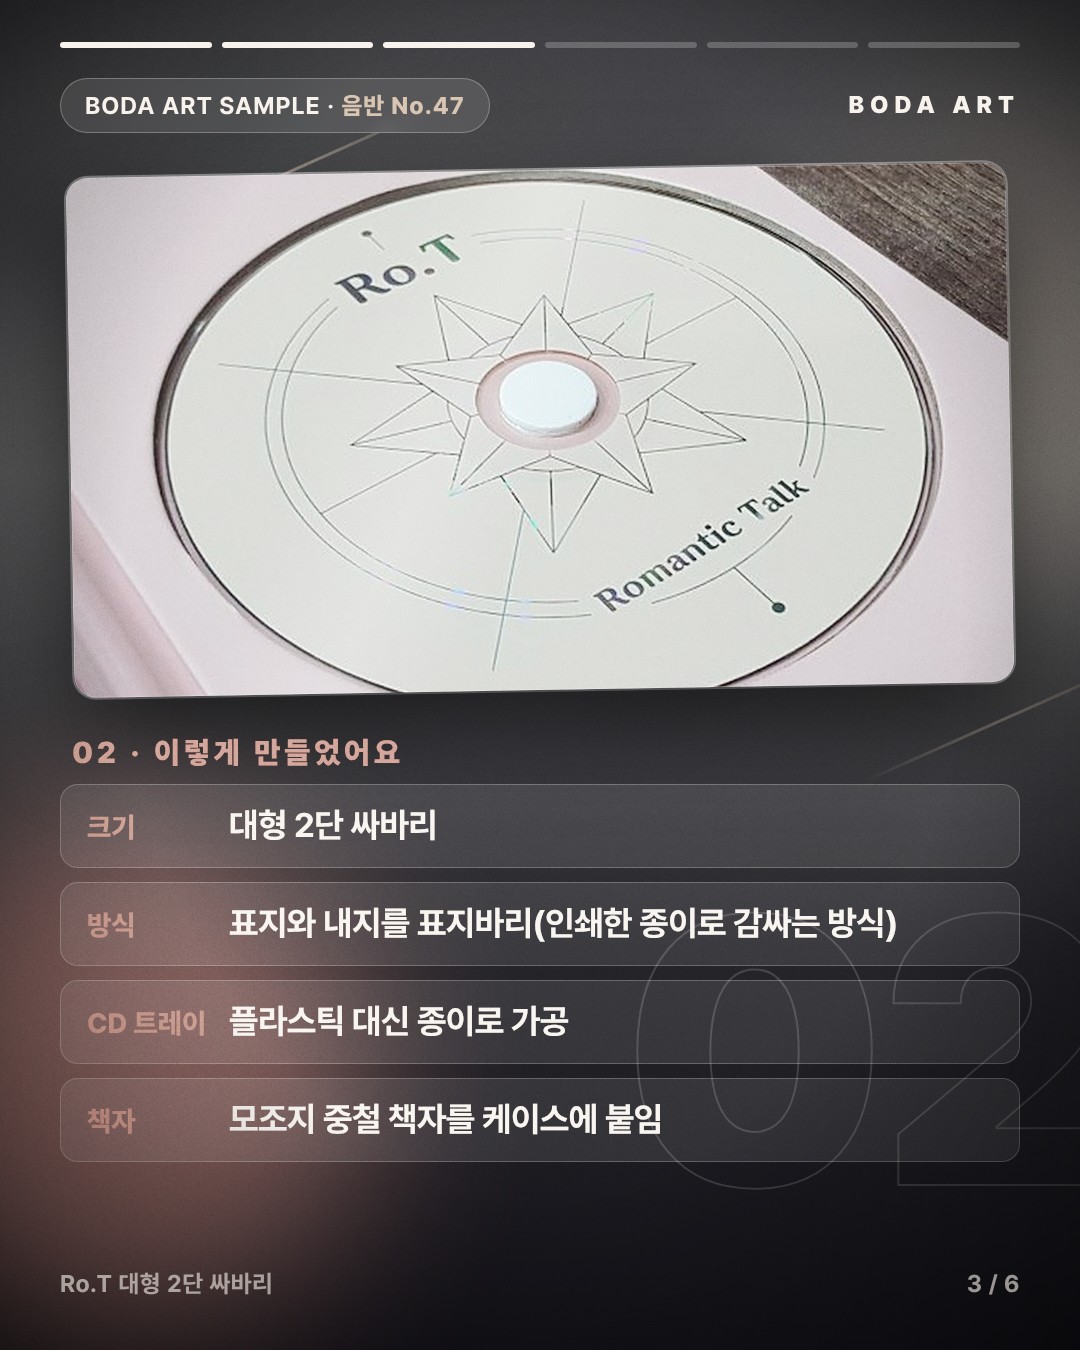 BODA ART SAMPLE · 음반 No.47
BODA ART
Ro.T
Romantic Talk
02 · 이렇게 만들었어요
크기 대형 2단 싸바리
방식 표지와 내지를 표지바리(인쇄한 종이로 감싸는 방식)
CD 트레이 플라스틱 대신 종이로 가공
책자 모조지 중철 책자를 케이스에 붙임
02
Ro.T 대형 2단 싸바리
3 / 6